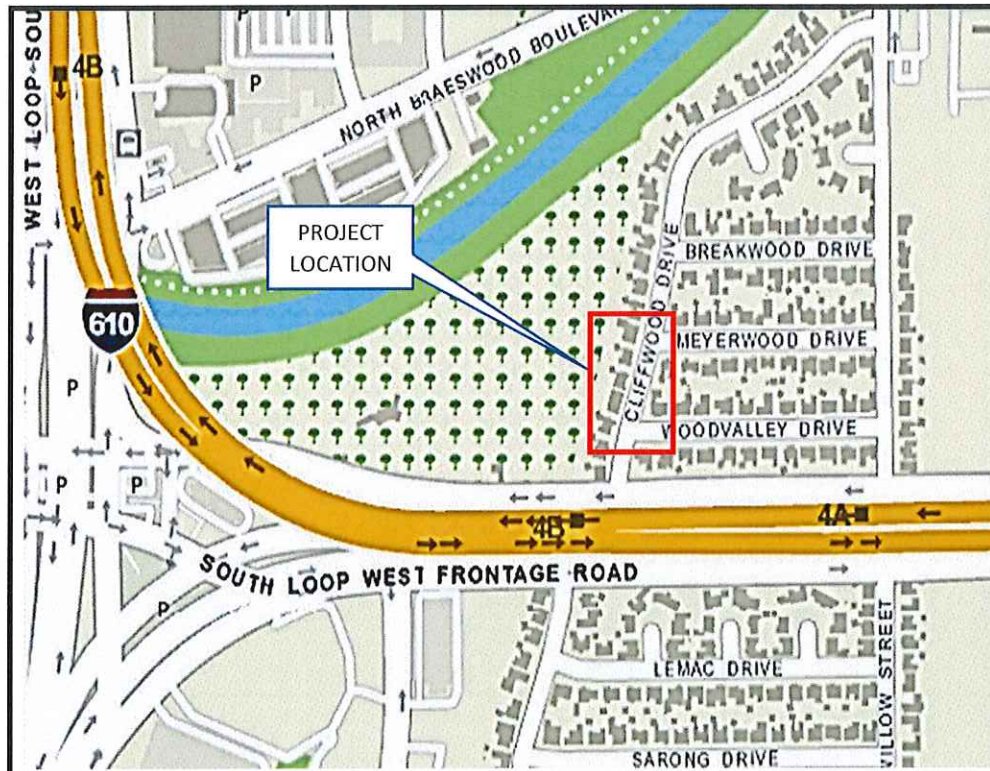 WEST LOOP SOU
4B
P
P
NORTH BRAESWOOD BOULEVAR
PROJECT
LOCATION
BREAKWOOD DRIVE
CLIFFWOOD DRIVE
MEYERWOOD DRIVE
WOODVALLEY DRIVE
610
P
P
P
P
4B
4A
SOUTH LOOP WEST FRONTAGE ROAD
LEMAC DRIVE
WILLOW STREET
SARONG DRIVE